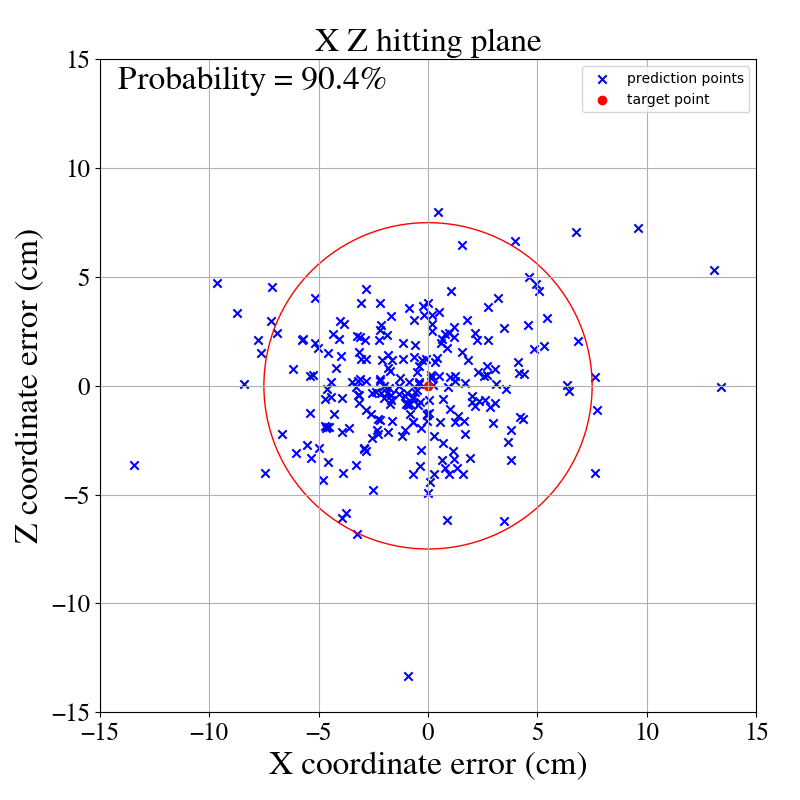 X Z hitting plane
Probability = 90.4%
prediction points
target point
15
10
5
0
−5
−10
−15
Z coordinate error (cm)
−15 −10 −5 0 5 10 15
X coordinate error (cm)